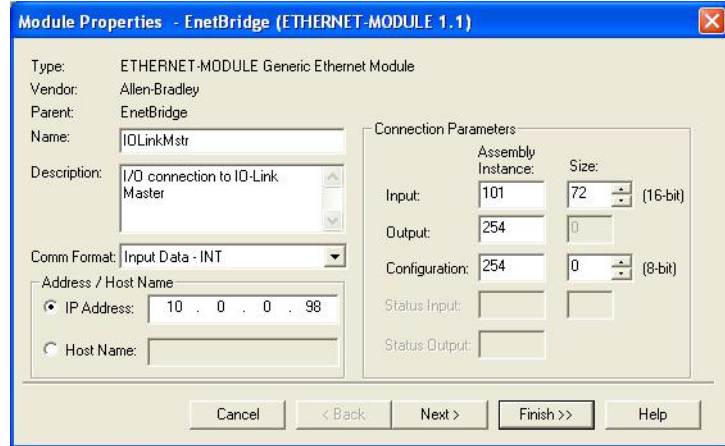 Module Properties - EnetBridge (ETHERNET-MODULE 1.1)
Type: ETHERNET-MODULE Generic Ethernet Module
Vendor: Allen-Bradley
Parent: EnetBridge
Name: IOLinkMstr
Description: I/O connection to IO-Link
Master
Comm Format: Input Data - INT
Address / Host Name
IP Address: 10 . 0 . 0 . 98
Host Name:
Connection Parameters
Assembly
Instance: Size:
Input: 101 72 (16-bit)
Output: 254 0
Configuration: 254 0 (8-bit)
Status Input:
Status Output:
Cancel < Back Next > Finish >> Help